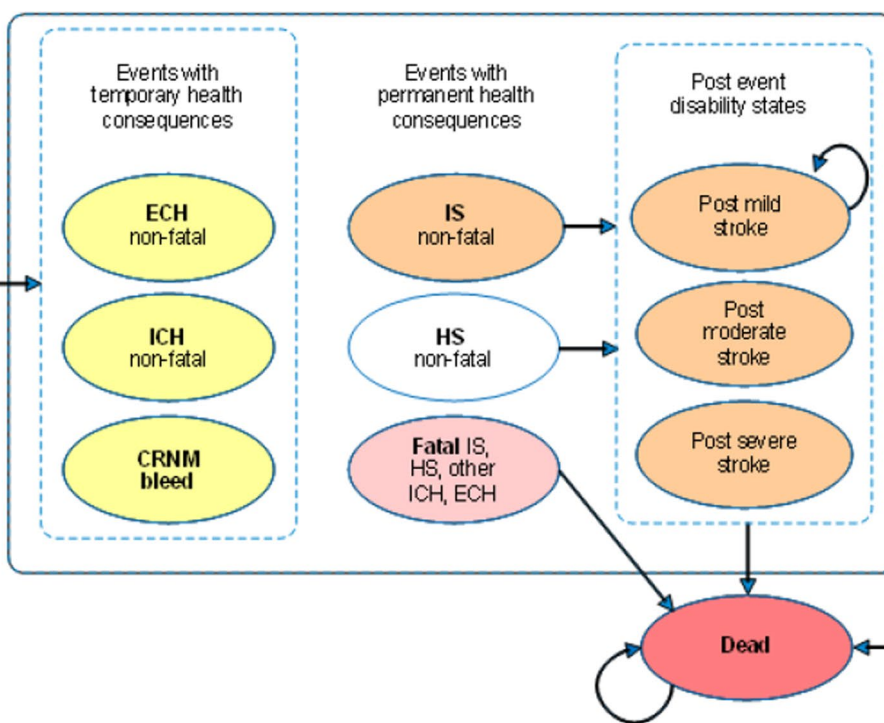 Events with
temporary health
consequences
ECH
non-fatal
ICH
non-fatal
CRNM
bleed
Events with
permanent health
consequences
IS
non-fatal
HS
non-fatal
Fatal IS,
HS, other
ICH, ECH
Post event
disability states
Post mild
stroke
Post
moderate
stroke
Post severe
stroke
Dead